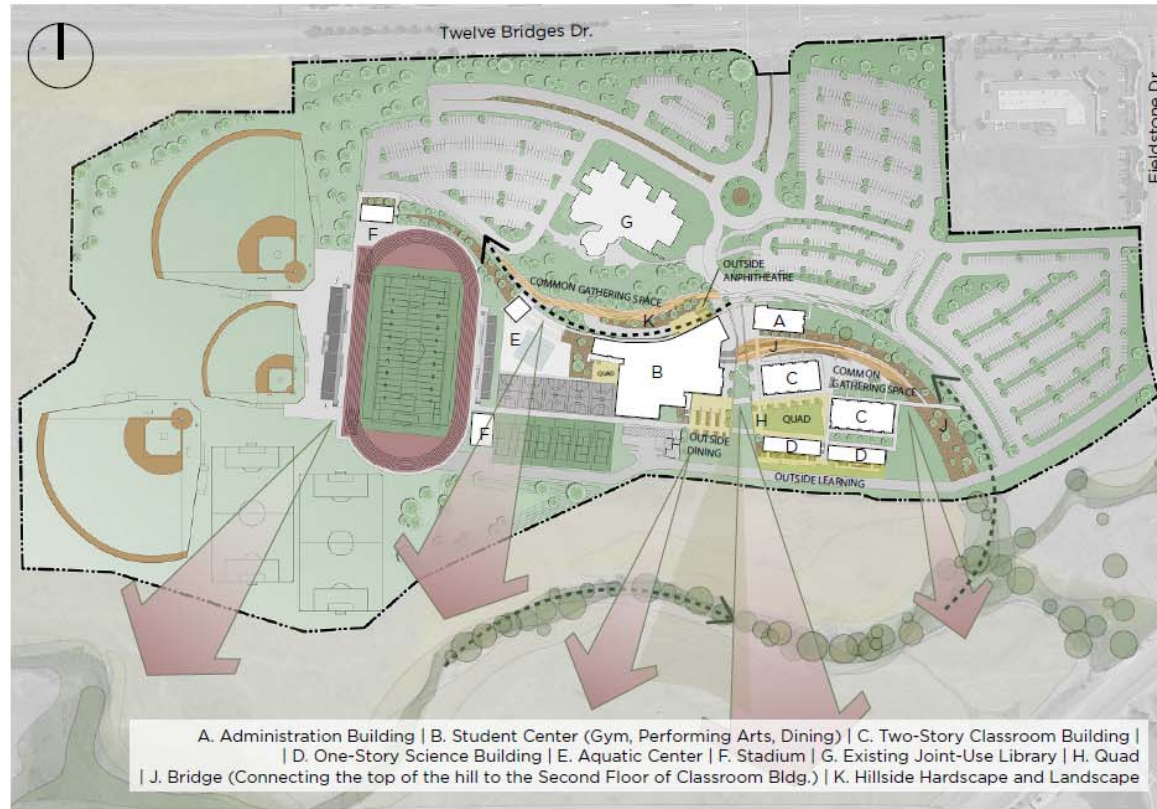 Twelve Bridges Dr.
Fieldstone Dr.
F
G
OUTSIDE
ANPHITHEATRE
COMMON GATHERING SPACE
K
A
E
J
QUAD
B
C
COMMON
GATHERING SPACE
H
QUAD
C
J
F
OUTSIDE
DINING
D
D
OUTSIDE LEARNING
A. Administration Building | B. Student Center (Gym, Performing Arts, Dining) | C. Two-Story Classroom Building |
| D. One-Story Science Building | E. Aquatic Center | F. Stadium | G. Existing Joint-Use Library | H. Quad
| J. Bridge (Connecting the top of the hill to the Second Floor of Classroom Bldg.) | K. Hillside Hardscape and Landscape